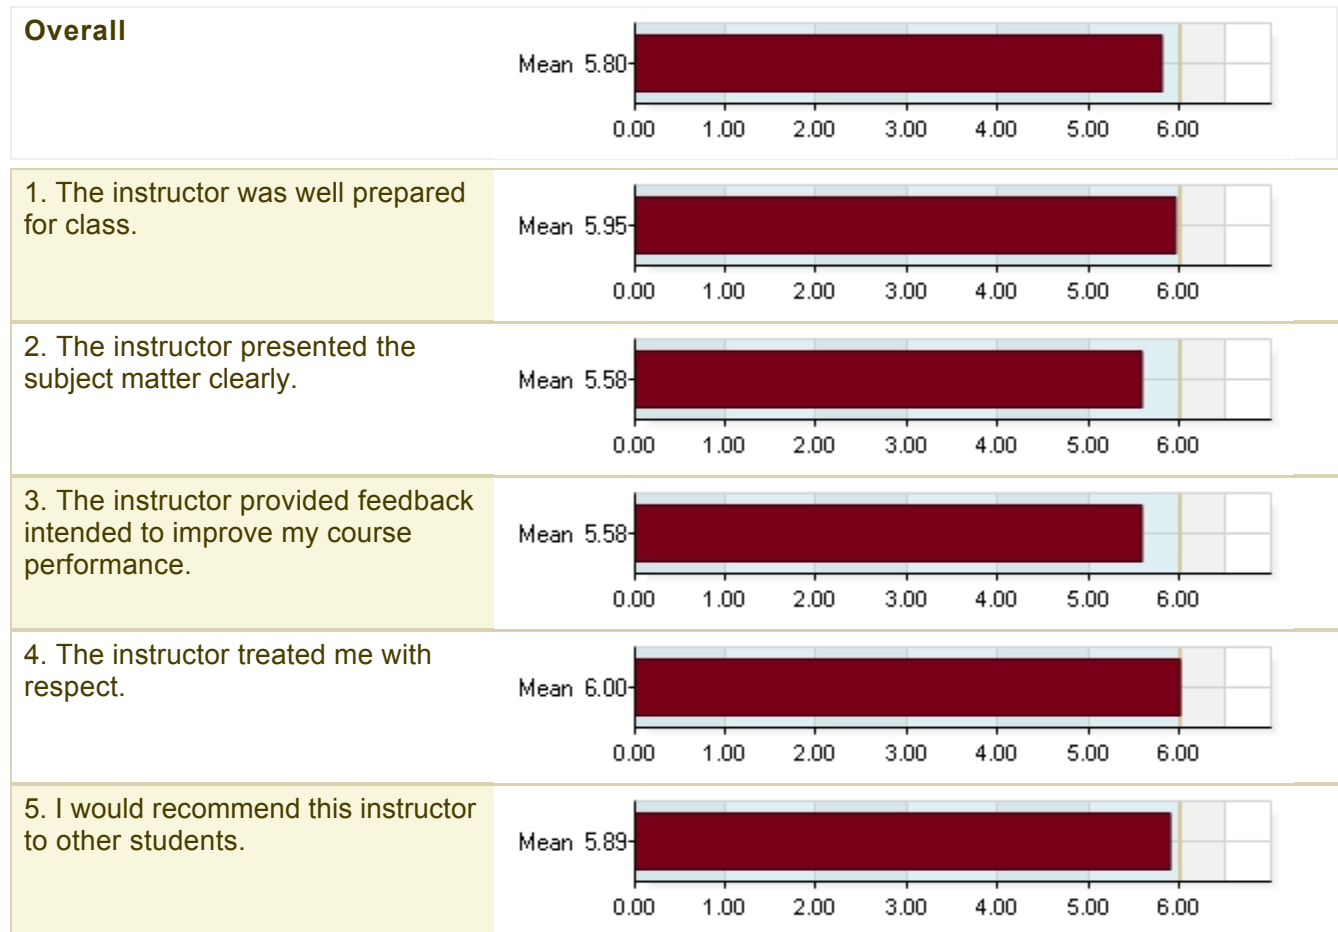 Overall
Mean 5.80
0.00 1.00 2.00 3.00 4.00 5.00 6.00
1. The instructor was well prepared
for class.
Mean 5.95
0.00 1.00 2.00 3.00 4.00 5.00 6.00
2. The instructor presented the
subject matter clearly.
Mean 5.58
0.00 1.00 2.00 3.00 4.00 5.00 6.00
3. The instructor provided feedback
intended to improve my course
performance.
Mean 5.58
0.00 1.00 2.00 3.00 4.00 5.00 6.00
4. The instructor treated me with
respect.
Mean 6.00
0.00 1.00 2.00 3.00 4.00 5.00 6.00
5. I would recommend this instructor
to other students.
Mean 5.89
0.00 1.00 2.00 3.00 4.00 5.00 6.00